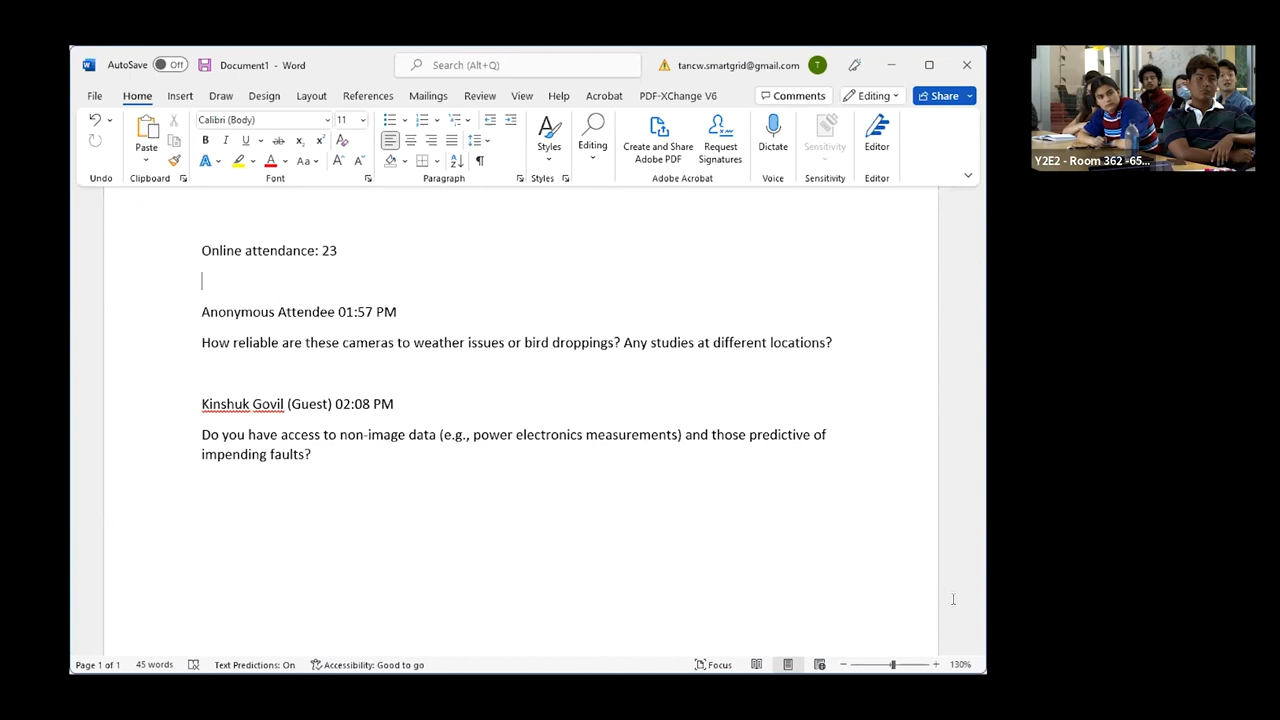 AutoSave Off Document1 - Word Search (Alt+Q) tancw.smartgrid@gmail.com T
File Home Insert Draw Design Layout References Mailings Review View Help Acrobat PDF-XChange V6 Comments Editing Share
Calibri (Body) 11
Paste Styles Editing Create and Share Adobe PDF Request Signatures Dictate Sensitivity Editor
Undo Clipboard Font Paragraph Styles Adobe Acrobat Voice Sensitivity Editor
Y2E2 - Room 362 -65...
Online attendance: 23
Anonymous Attendee 01:57 PM
How reliable are these cameras to weather issues or bird droppings? Any studies at different locations?
Kinshuk Govil (Guest) 02:08 PM
Do you have access to non-image data (e.g., power electronics measurements) and those predictive of
impending faults?
Page 1 of 1 45 words Text Predictions: On Accessibility: Good to go Focus 130%